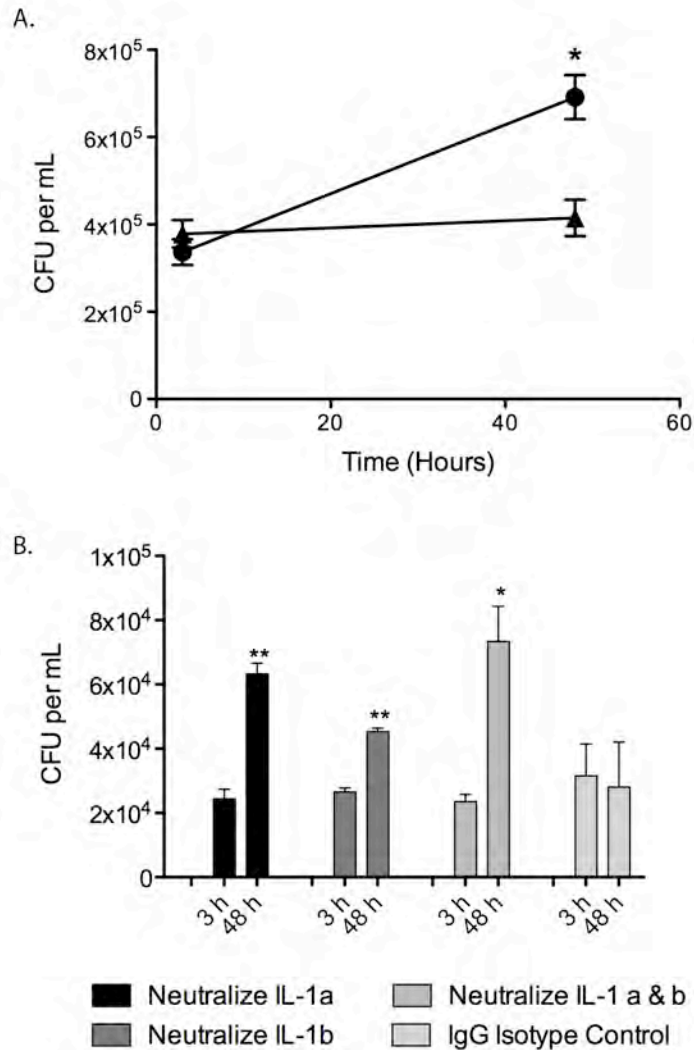 A.
8x10⁵
*
6x10⁵
4x10⁵
2x10⁵
0
CFU per mL
0 20 40 60
Time (Hours)
B.
1x10⁵
8x10⁴
6x10⁴
4x10⁴
2x10⁴
0
CFU per mL
** ** *
3 h 48 h 3 h 48 h 3 h 48 h 3 h 48 h
Neutralize IL-1a Neutralize IL-1 a & b
Neutralize IL-1b IgG Isotype Control